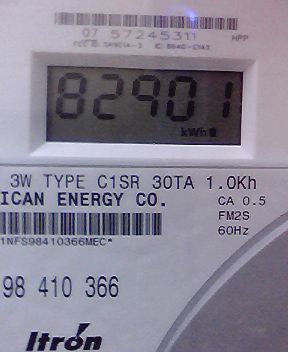 07 57245311 HPP
82901
kWh
3W TYPE C1SR 30TA 1.0Kh
ICAN ENERGY CO.
CA 0.5
FM2S
60Hz
1NFS98410366MEC*
98 410 366
Itron